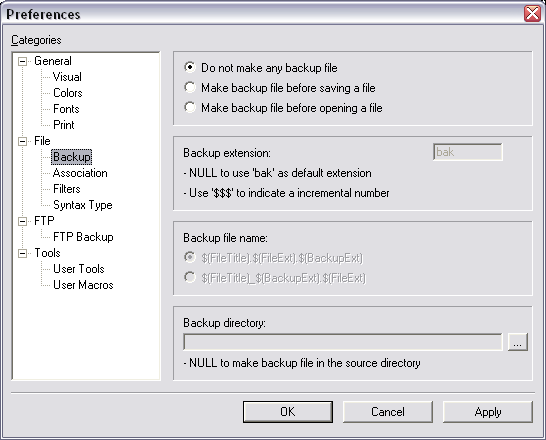 Preferences
Categories
General
Visual
Colors
Fonts
Print
File
Backup
Association
Filters
Syntax Type
FTP
FTP Backup
Tools
User Tools
User Macros
Do not make any backup file
Make backup file before saving a file
Make backup file before opening a file
Backup extension:
bak
- NULL to use 'bak' as default extension
- Use '$$$' to indicate a incremental number
Backup file name:
$(FileTitle).$(FileExt).$(BackupExt)
$(FileTitle)_$(BackupExt).$(FileExt)
Backup directory:
...
- NULL to make backup file in the source directory
OK
Cancel
Apply